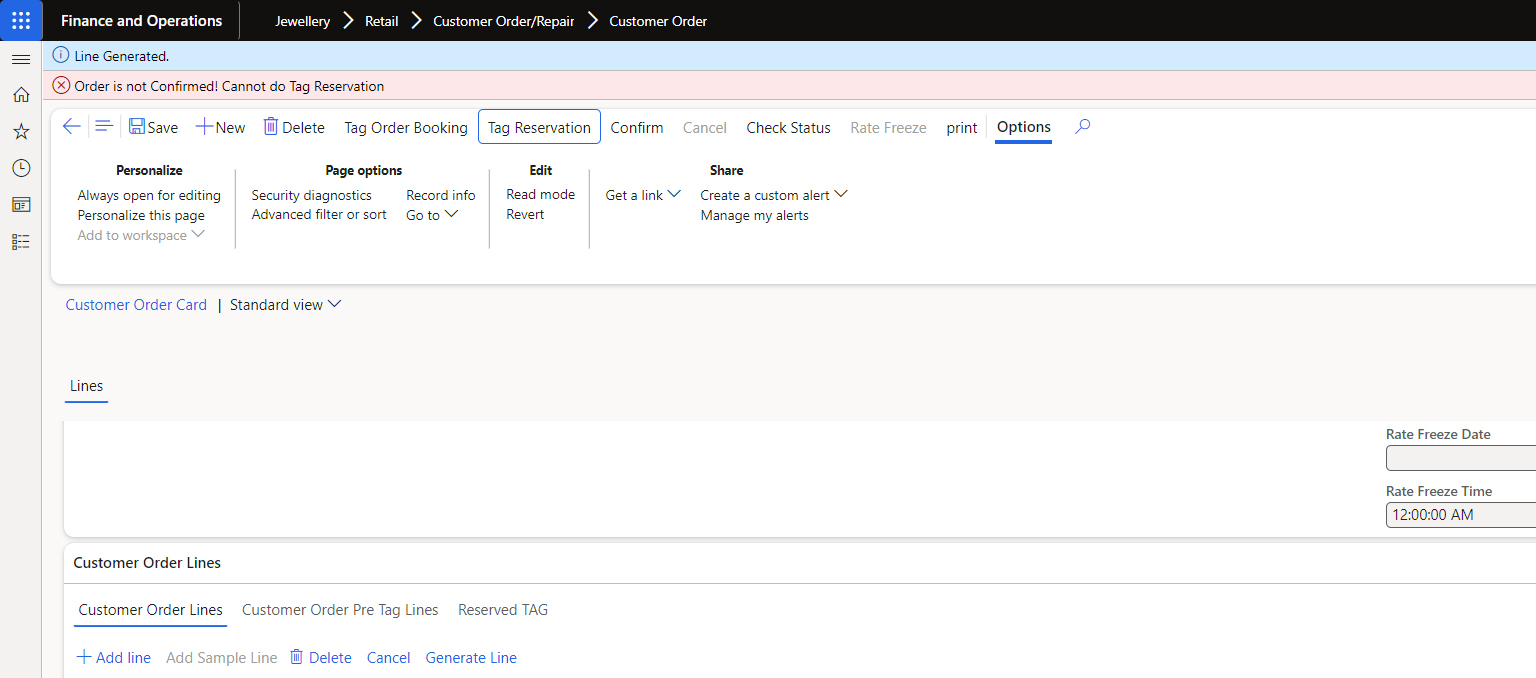 Finance and Operations Jewellery Retail Customer Order/Repair Customer Order
Line Generated.
Order is not Confirmed! Cannot do Tag Reservation
Save New Delete Tag Order Booking Tag Reservation Confirm Cancel Check Status Rate Freeze print Options
Personalize Page options Edit Share
Always open for editing Security diagnostics Record info Read mode Get a link Create a custom alert
Personalize this page Advanced filter or sort Go to Revert Manage my alerts
Add to workspace
Customer Order Card | Standard view
Lines
Rate Freeze Date
Rate Freeze Time
12:00:00 AM
Customer Order Lines
Customer Order Lines Customer Order Pre Tag Lines Reserved TAG
Add line Add Sample Line Delete Cancel Generate Line